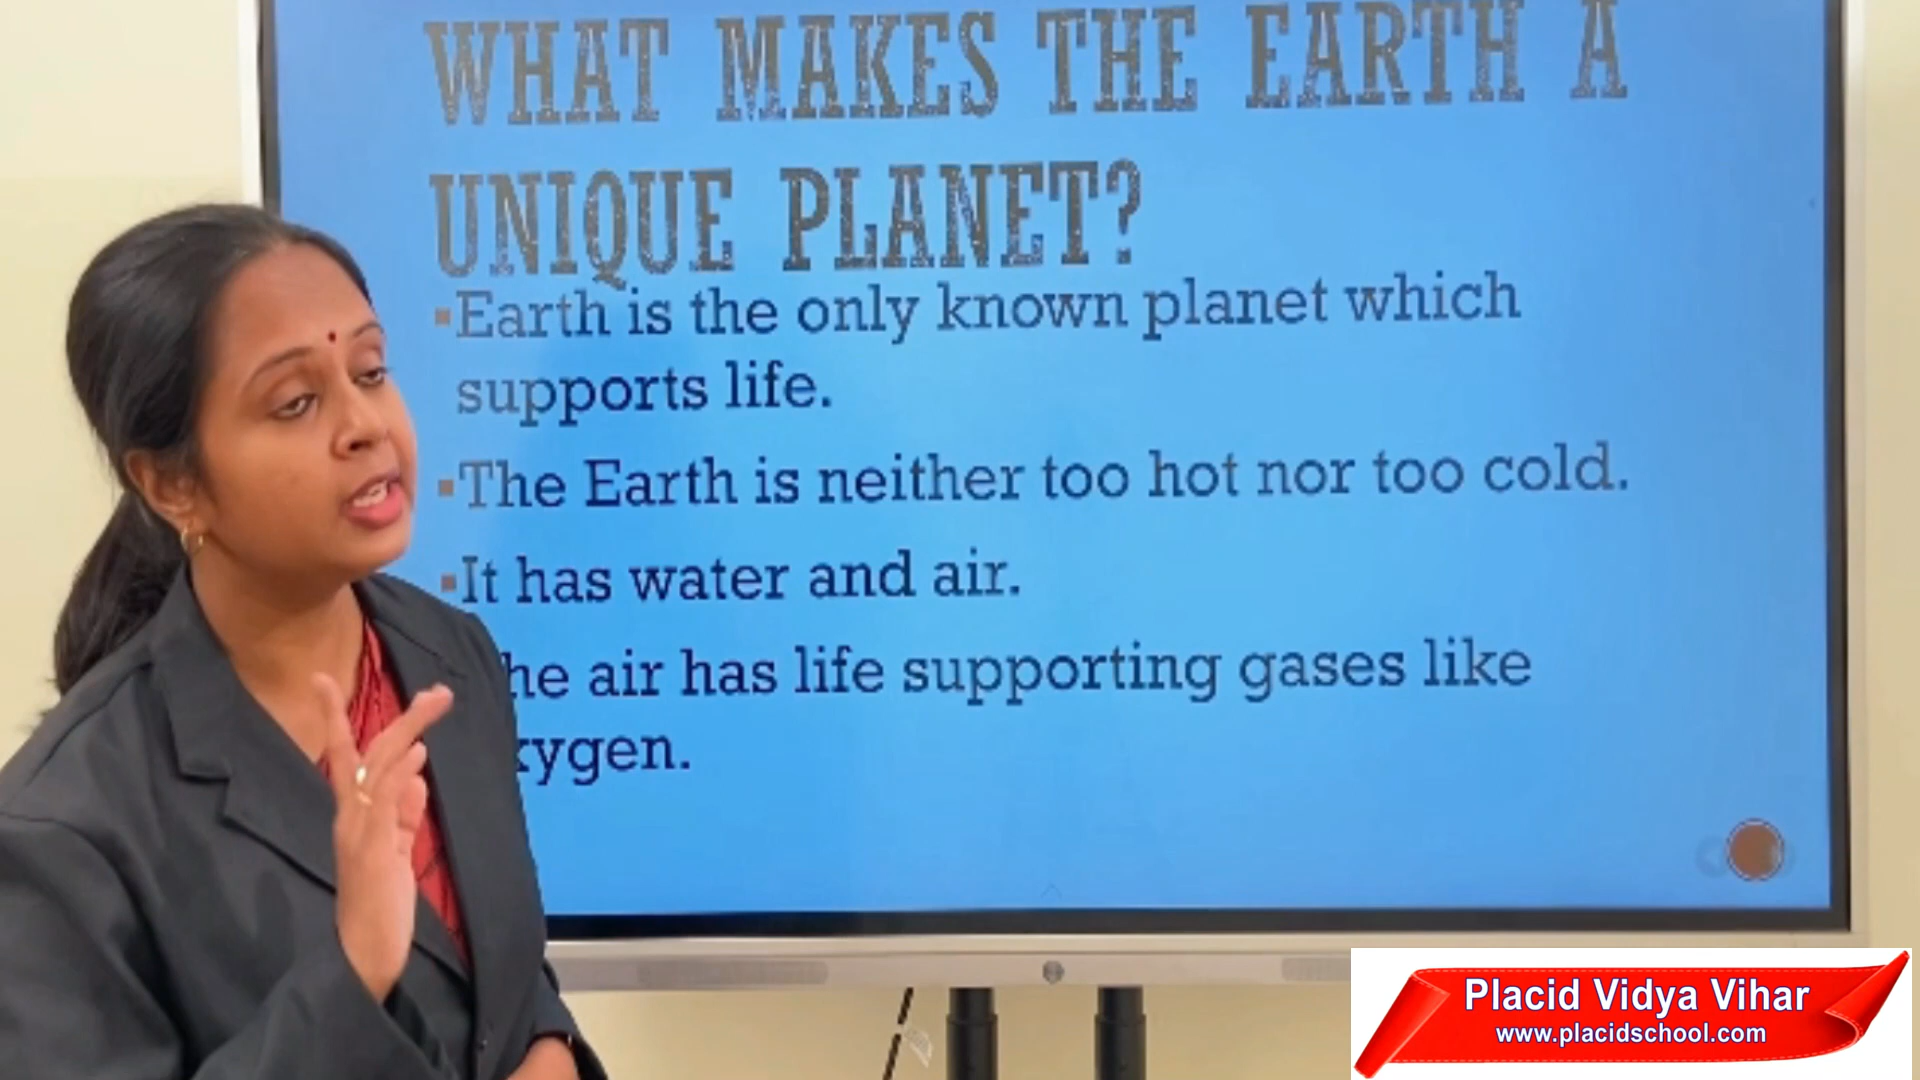 WHAT MAKES THE EARTH A
UNIQUE PLANET?
▪Earth is the only known planet which
supports life.
▪The Earth is neither too hot nor too cold.
▪It has water and air.
he air has life supporting gases like
xygen.
Placid Vidya Vihar
www.placidschool.com